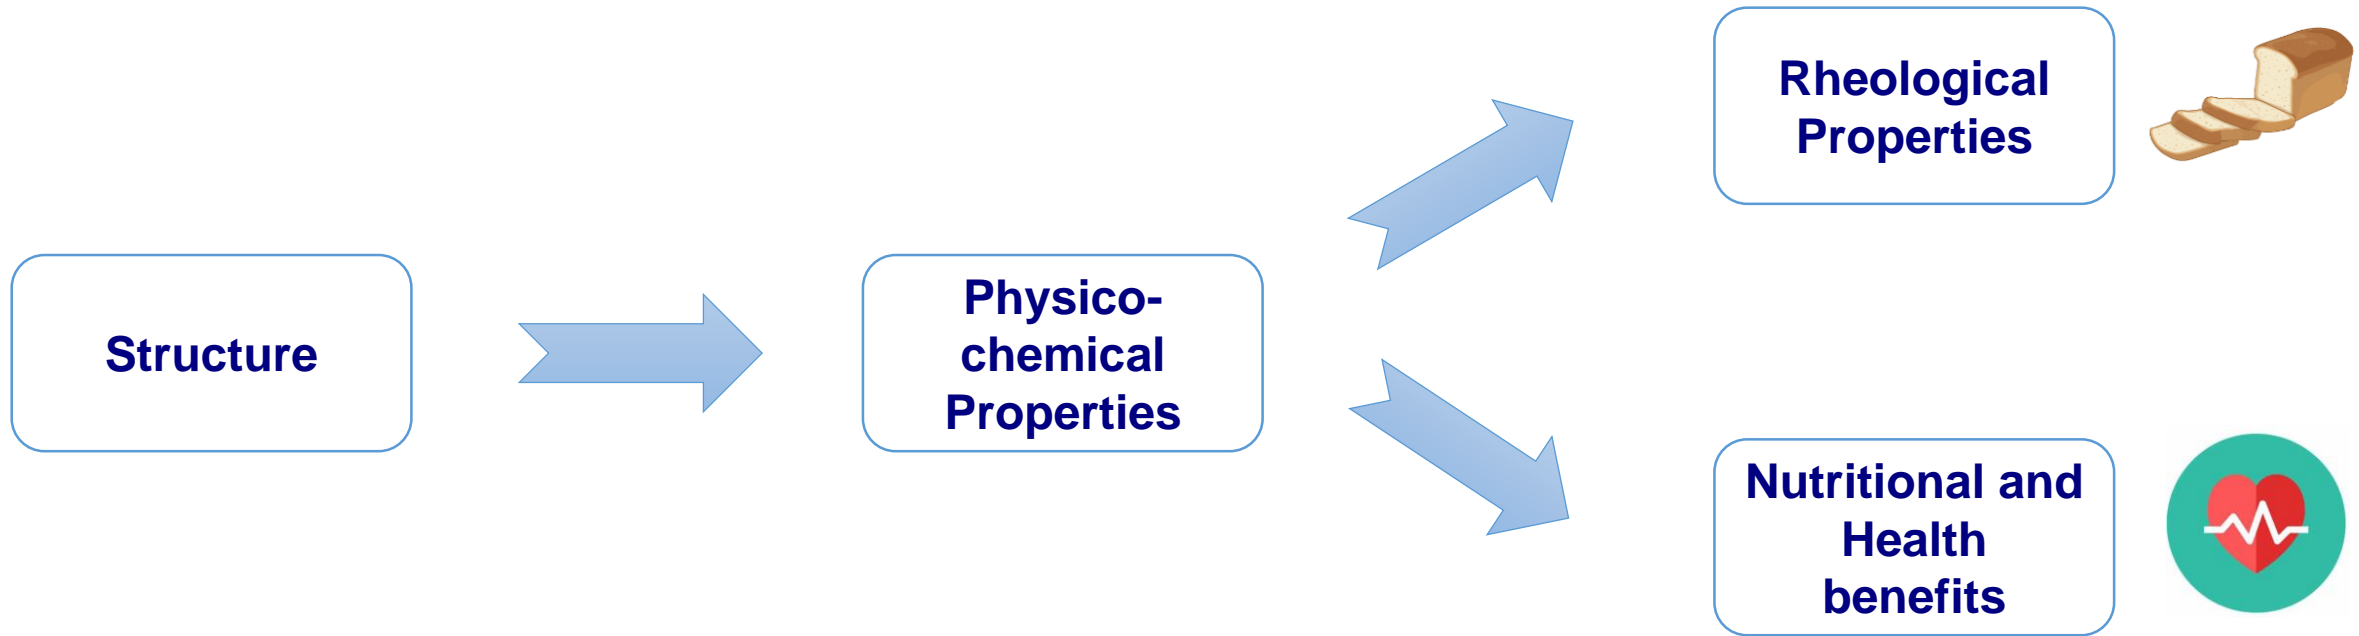 Structure
Physico-
chemical
Properties
Rheological
Properties
Nutritional and
Health
benefits